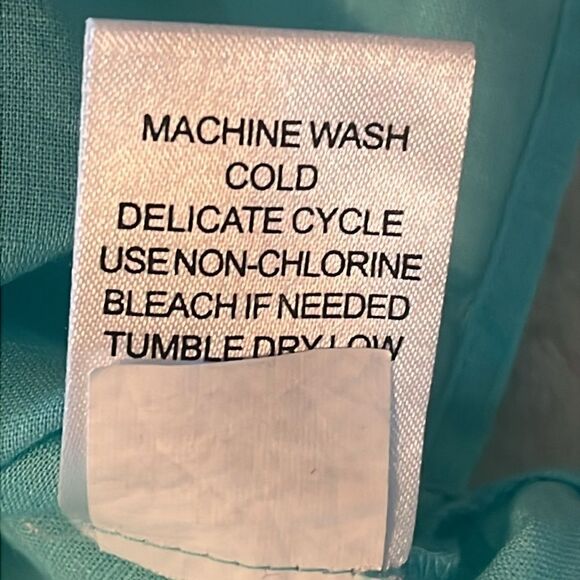 MACHINE WASH
COLD
DELICATE CYCLE
USE NON-CHLORINE
BLEACH IF NEEDED
TUMBLE DRY LOW